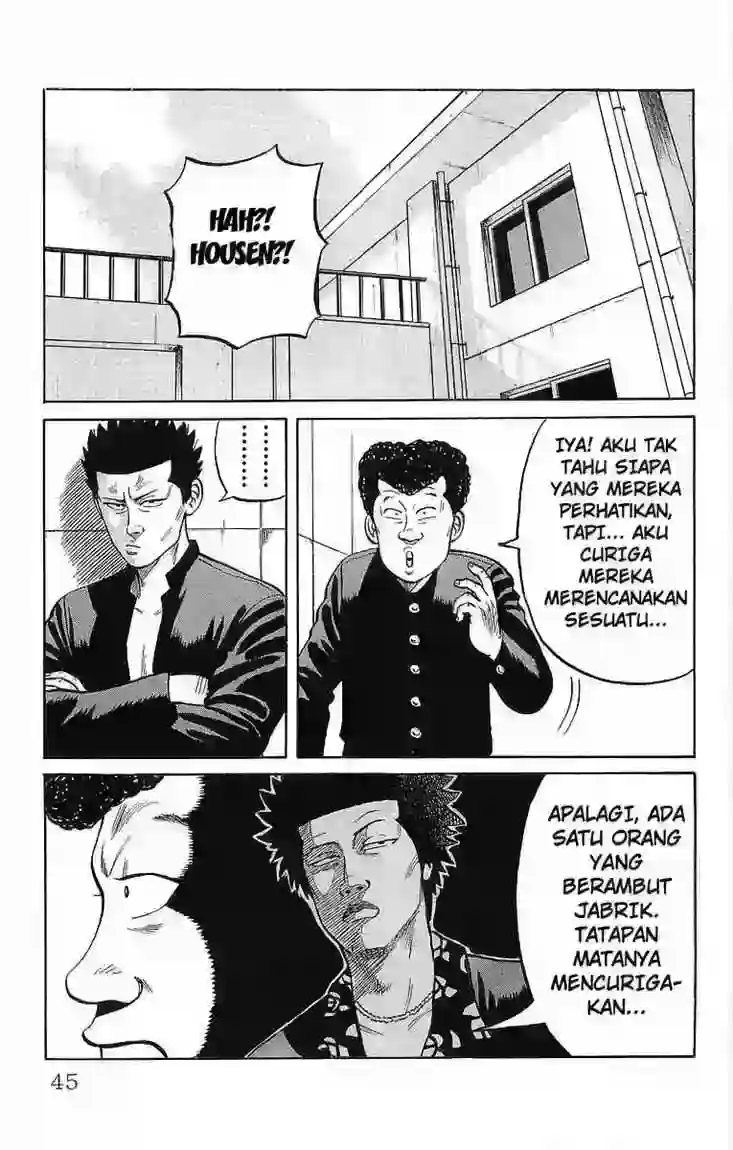 HAH?!
HOUSEN?!
IYA! AKU TAK
TAHU SIAPA
YANG MEREKA
PERHATIKAN,
TAPI... AKU
CURIGA
MEREKA
MERENCANAKAN
SESUATU...
............
APALAGI, ADA
SATU ORANG
YANG
BERAMBUT
JABRIK.
TATAPAN
MATANYA
MENCURIGA-
KAN...
45